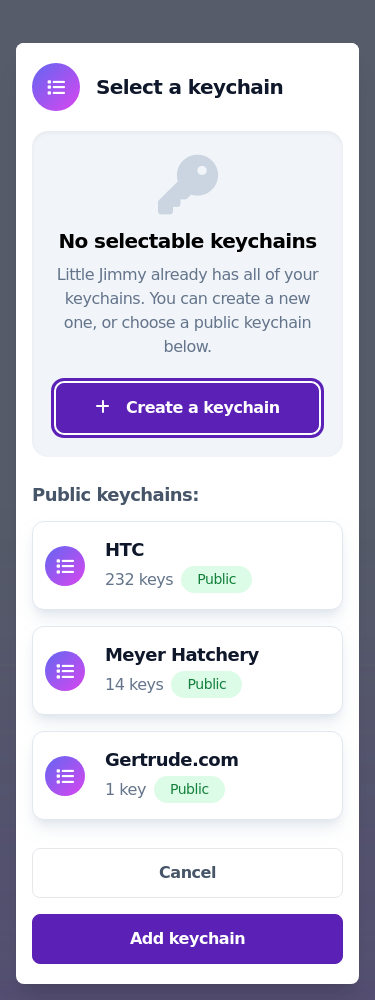 Select a keychain
No selectable keychains
Little Jimmy already has all of your
keychains. You can create a new
one, or choose a public keychain
below.
Create a keychain
Public keychains:
HTC
232 keys Public
Meyer Hatchery
14 keys Public
Gertrude.com
1 key Public
Cancel
Add keychain